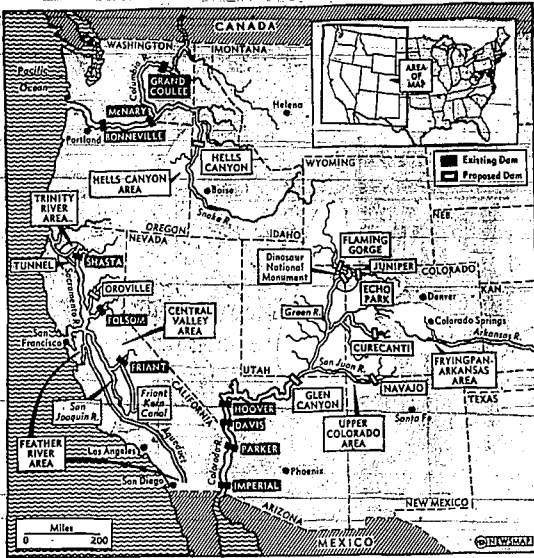 CANADA
WASHINGTON
MONTANA
Pacific
Ocean
Columbia
GRAND
COULEE
McNARY
Helena
Portland
BONNEVILLE
AREA
OF
MAP
HELLS
CANYON
WYOMING
Existing Dam
Proposed Dam
HELLS CANYON
AREA
Boise
Snake R.
TRINITY
RIVER
AREA
OREGON
NEVADA
IDAHO
NEB.
FLAMING
GORGE
TUNNEL
SHASTA
Dinosaur
National
Monument
JUNIPER
COLORADO
KAN.
OROVILLE
ECHO
PARK
Denver
Sacramento R.
Green R.
Colorado Springs
FOLSOM
CENTRAL
VALLEY
AREA
CURECANTI
Arkansas R.
San
Francisco
FRYINGPAN-
ARKANSAS
AREA
FRIANT
UTAH
San Juan R.
NAVAJO
TEXAS
San
Joaquin R.
Friant
Kern
Canal
CALIFORNIA
HOOVER
GLEN
CANYON
Santa Fe
DAVIS
UPPER
COLORADO
AREA
FEATHER
RIVER
AREA
Aqueduct
Los Angeles
Colorado R.
PARKER
Phoenix
San Diego
IMPERIAL
NEW MEXICO
Miles
0 200
ARIZONA
MEXICO
NEWSMAP